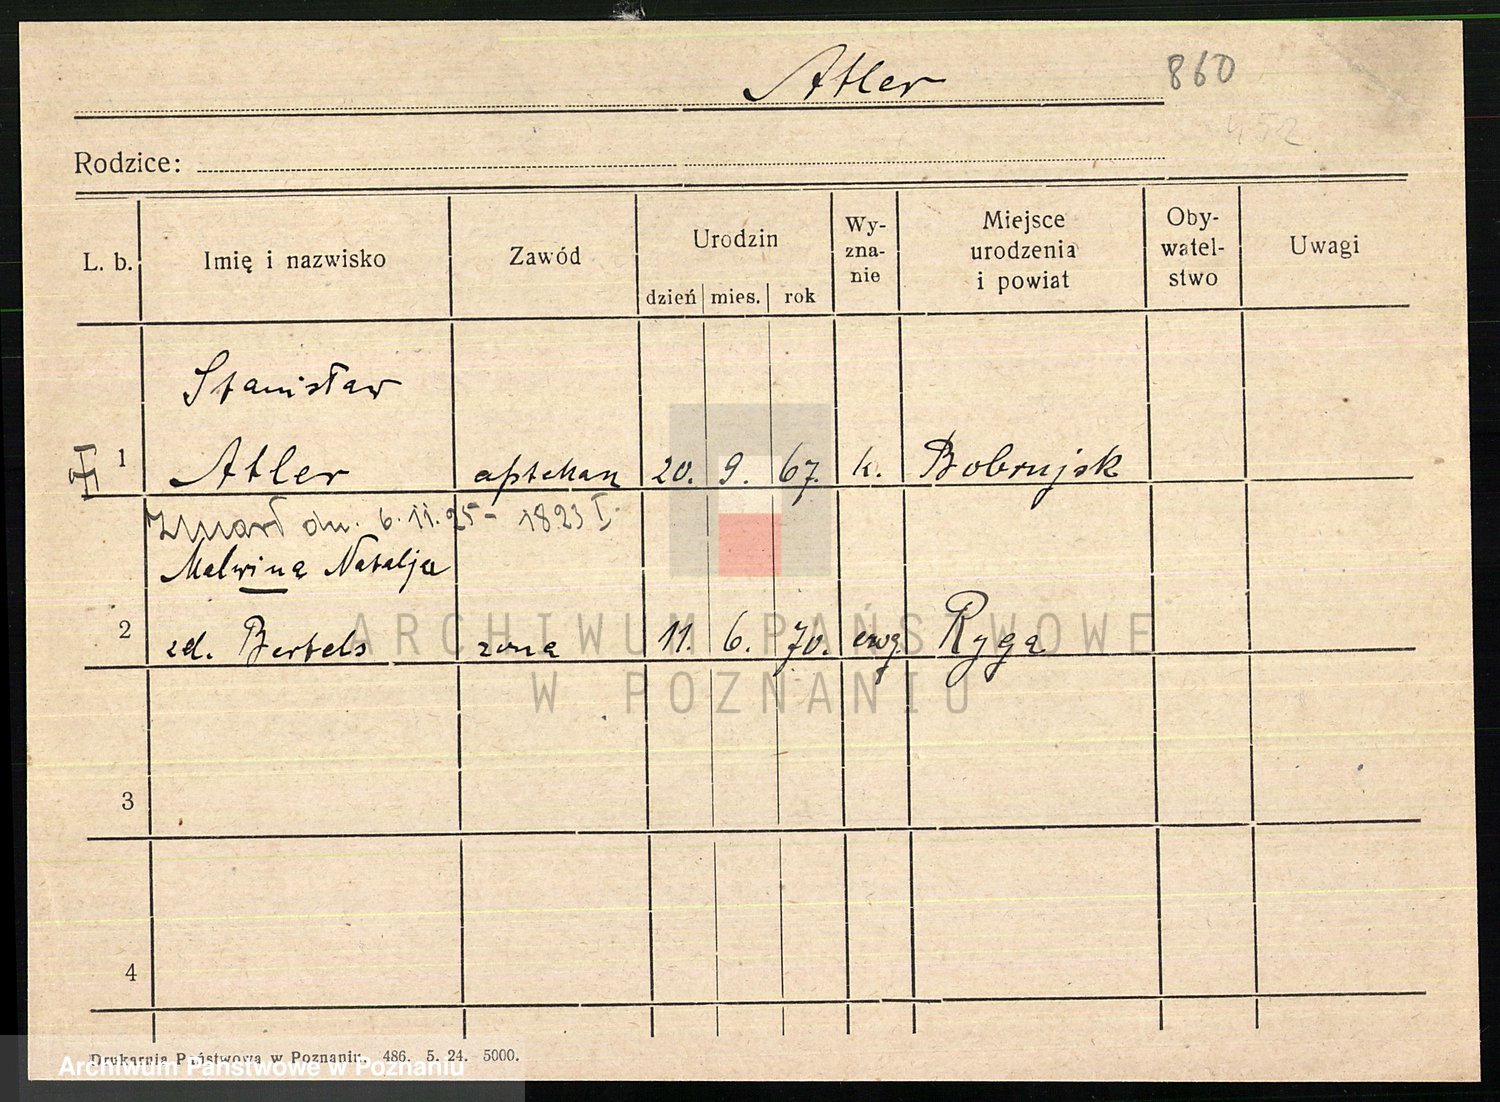 Atler 860
452
Rodzice:
L. b. Imię i nazwisko Zawód Urodzin dzień mies. rok Wy-zna-nie Miejsce urodzenia i powiat Oby-watel-stwo Uwagi
Stanisław
1 Atler aptekarz 20. 9. 67. k. Bobrujsk
Zmarł dn. 6.11.25 - 1823 I.
Malwina Natalja
2 zd. Bertels żona 11. 6. 70. ewg. Ryga
3
4
ARCHIWUM PAŃSTWOWE
W POZNANIU
Drukarnia Państwowa w Poznaniu. 486. 5. 24. 5000.
Archiwum Państwowe w Poznaniu